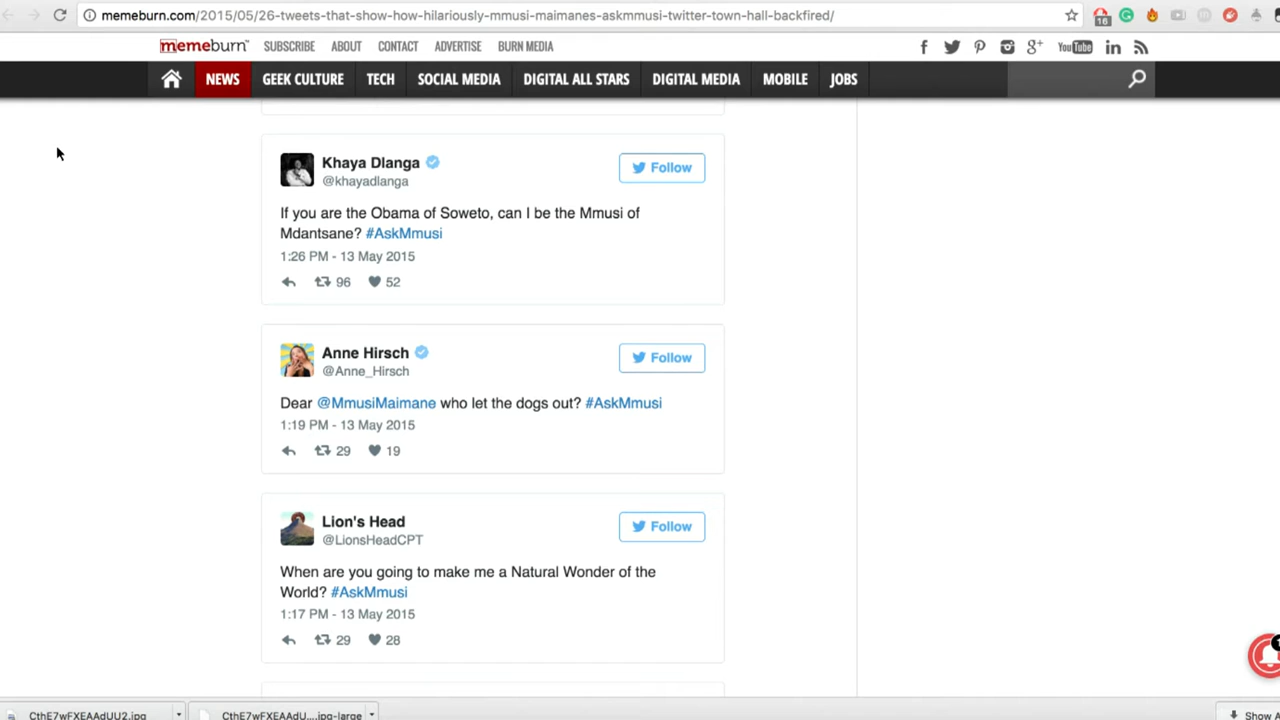 memeburn.com/2015/05/26-tweets-that-show-how-hilariously-mmusi-maimanes-askmmusi-twitter-town-hall-backfired/
16
memeburn SUBSCRIBE ABOUT CONTACT ADVERTISE BURN MEDIA
You Tube
NEWS GEEK CULTURE TECH SOCIAL MEDIA DIGITAL ALL STARS DIGITAL MEDIA MOBILE JOBS
Khaya Dlanga
@khayadlanga
Follow
If you are the Obama of Soweto, can I be the Mmusi of
Mdantsane? #AskMmusi
1:26 PM - 13 May 2015
96 52
Anne Hirsch
@Anne_Hirsch
Follow
Dear @MmusiMaimane who let the dogs out? #AskMmusi
1:19 PM - 13 May 2015
29 19
Lion's Head
@LionsHeadCPT
Follow
When are you going to make me a Natural Wonder of the
World? #AskMmusi
1:17 PM - 13 May 2015
29 28
CthE7wFXEAAdUU2.jpg CthE7wFXEAAdU....jpg-large Show A